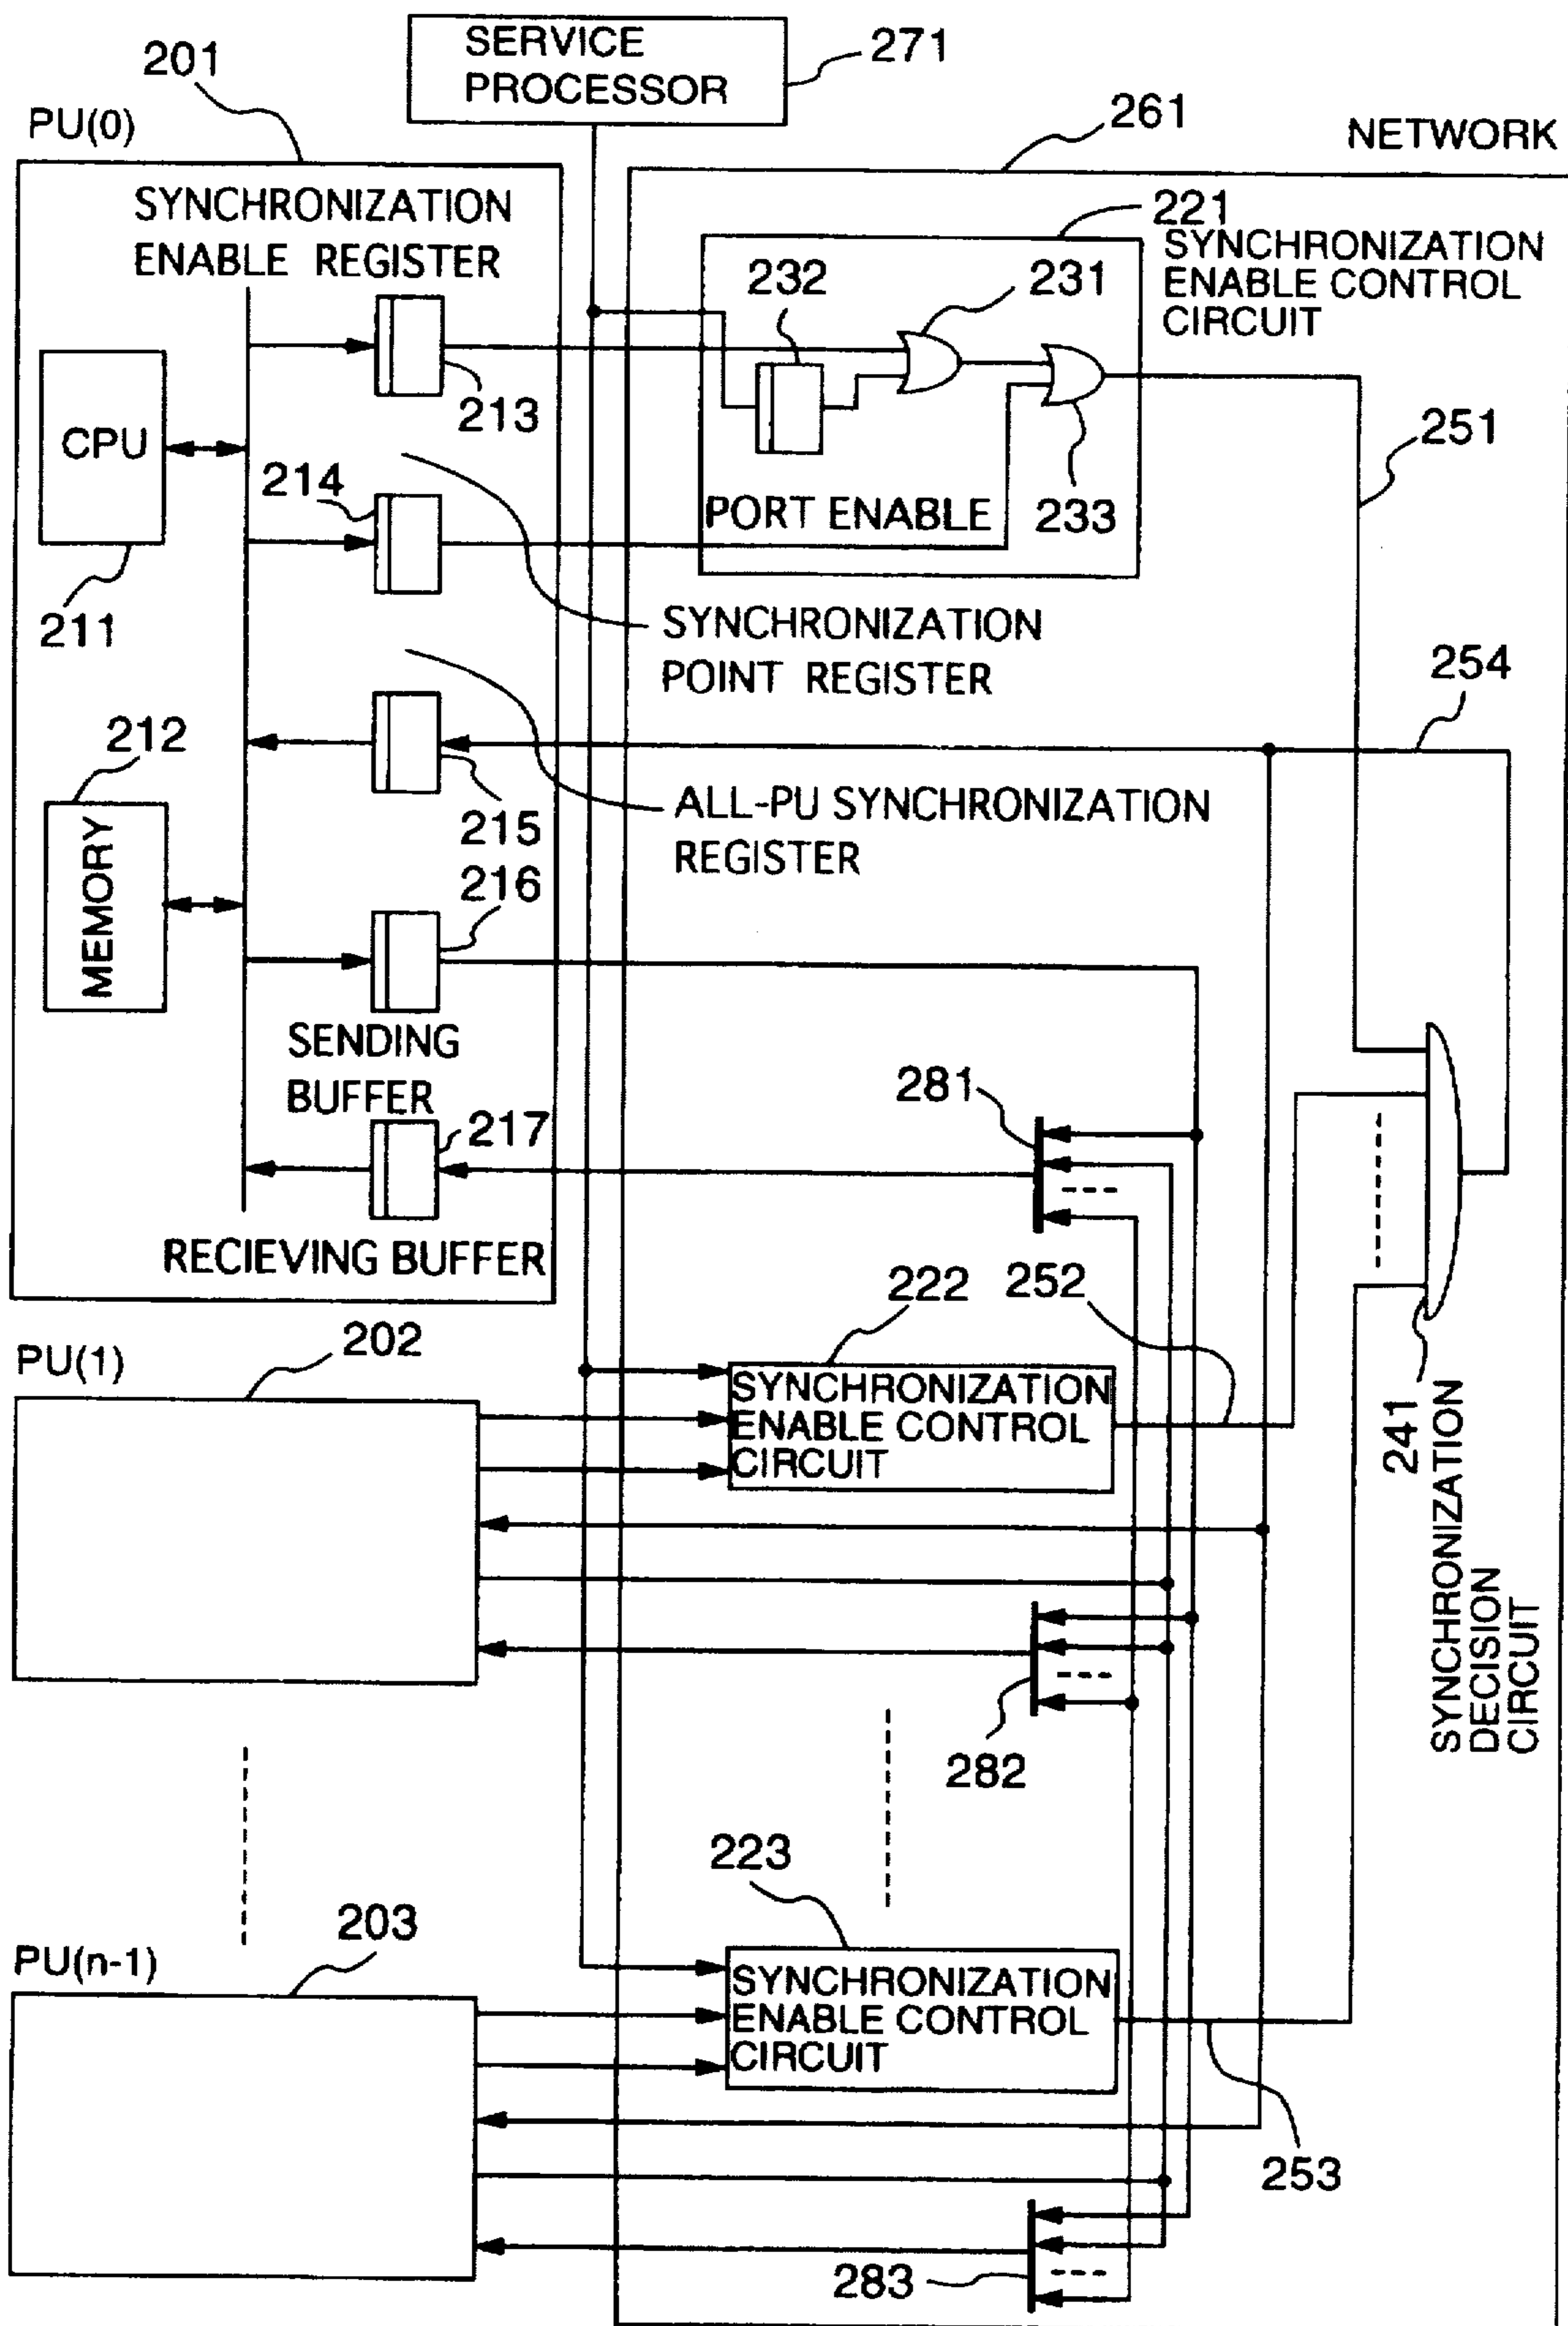 SERVICE
PROCESSOR
271
201
PU(0)
261
NETWORK
SYNCHRONIZATION
ENABLE REGISTER
221
SYNCHRONIZATION
ENABLE CONTROL
CIRCUIT
232
231
213
CPU
214
PORT ENABLE
233
251
211
SYNCHRONIZATION
POINT REGISTER
254
212
MEMORY
215
ALL-PU SYNCHRONIZATION
REGISTER
216
SENDING
BUFFER
281
217
RECIEVING BUFFER
222
252
PU(1)
202
SYNCHRONIZATION
ENABLE CONTROL
CIRCUIT
241
SYNCHRONIZATION
DECISION
CIRCUIT
282
223
PU(n-1)
203
SYNCHRONIZATION
ENABLE CONTROL
CIRCUIT
253
283